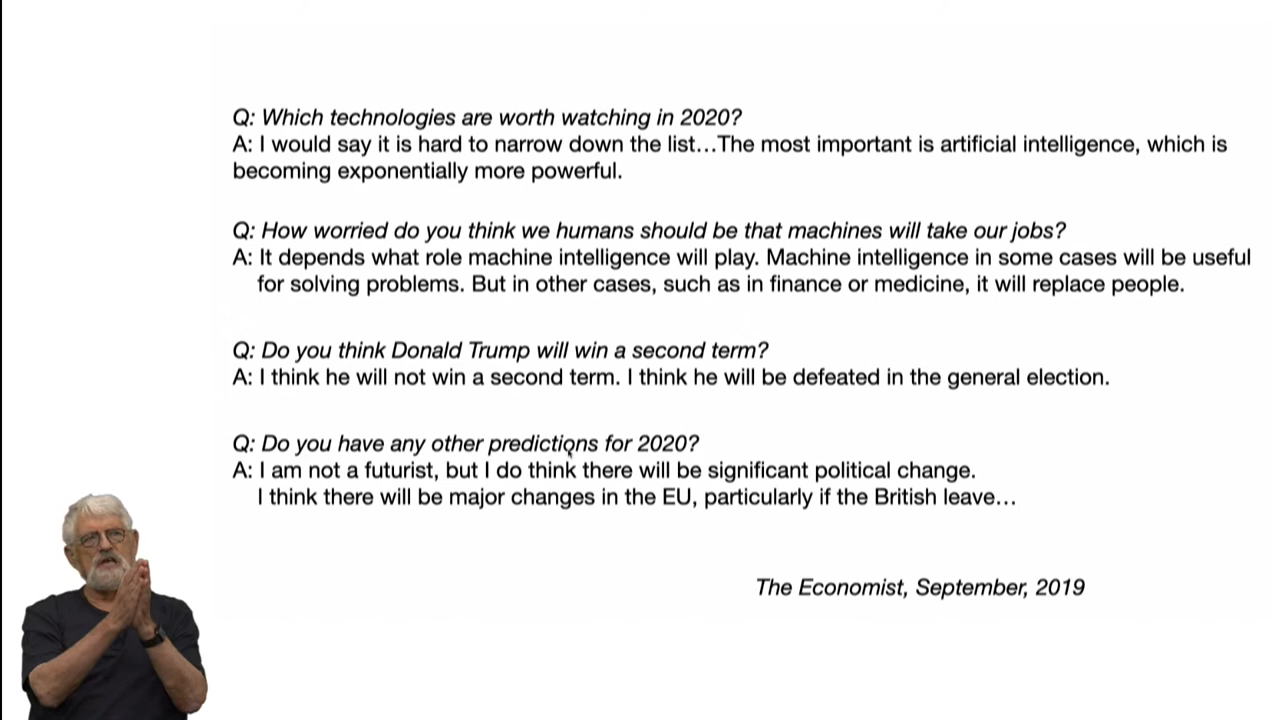 Q: Which technologies are worth watching in 2020?
A: I would say it is hard to narrow down the list…The most important is artificial intelligence, which is
becoming exponentially more powerful.
Q: How worried do you think we humans should be that machines will take our jobs?
A: It depends what role machine intelligence will play. Machine intelligence in some cases will be useful
for solving problems. But in other cases, such as in finance or medicine, it will replace people.
Q: Do you think Donald Trump will win a second term?
A: I think he will not win a second term. I think he will be defeated in the general election.
Q: Do you have any other predictions for 2020?
A: I am not a futurist, but I do think there will be significant political change.
I think there will be major changes in the EU, particularly if the British leave…
The Economist, September, 2019